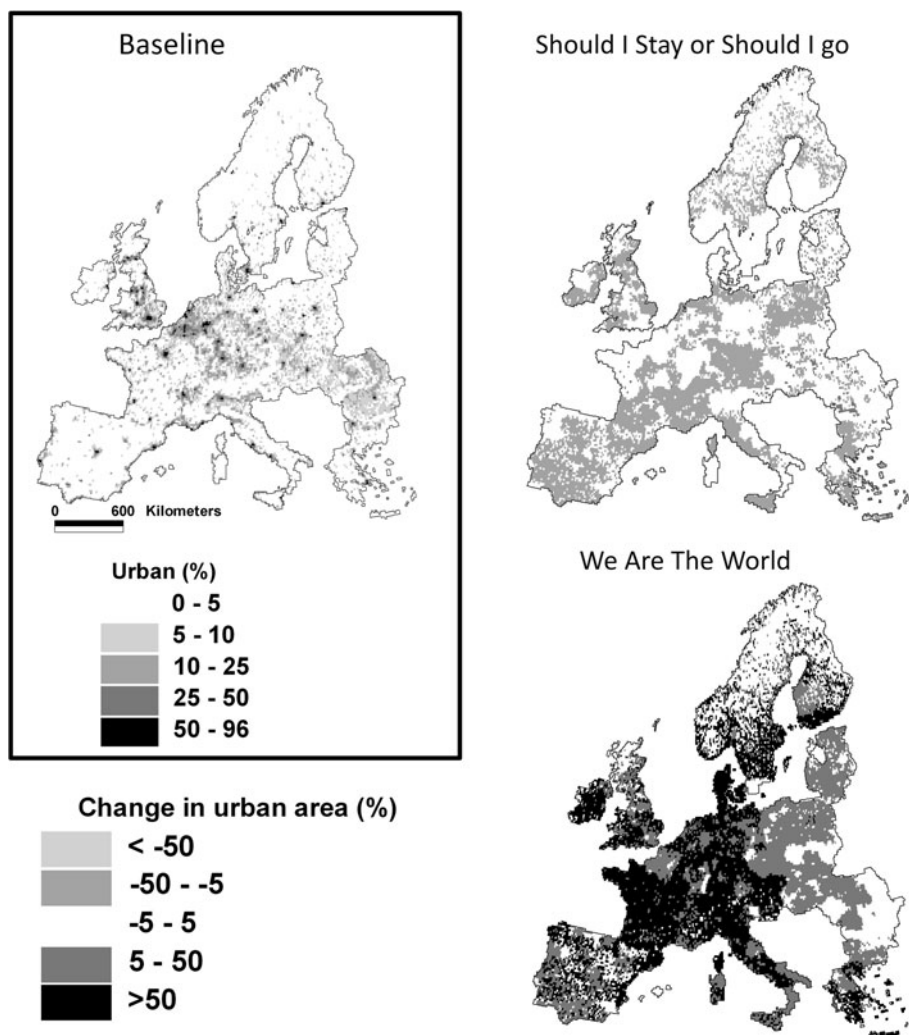 Baseline
Should I Stay or Should I go
0 600 Kilometers
Urban (%)
0 - 5
5 - 10
10 - 25
25 - 50
50 - 96
We Are The World
Change in urban area (%)
< -50
-50 - -5
-5 - 5
5 - 50
>50